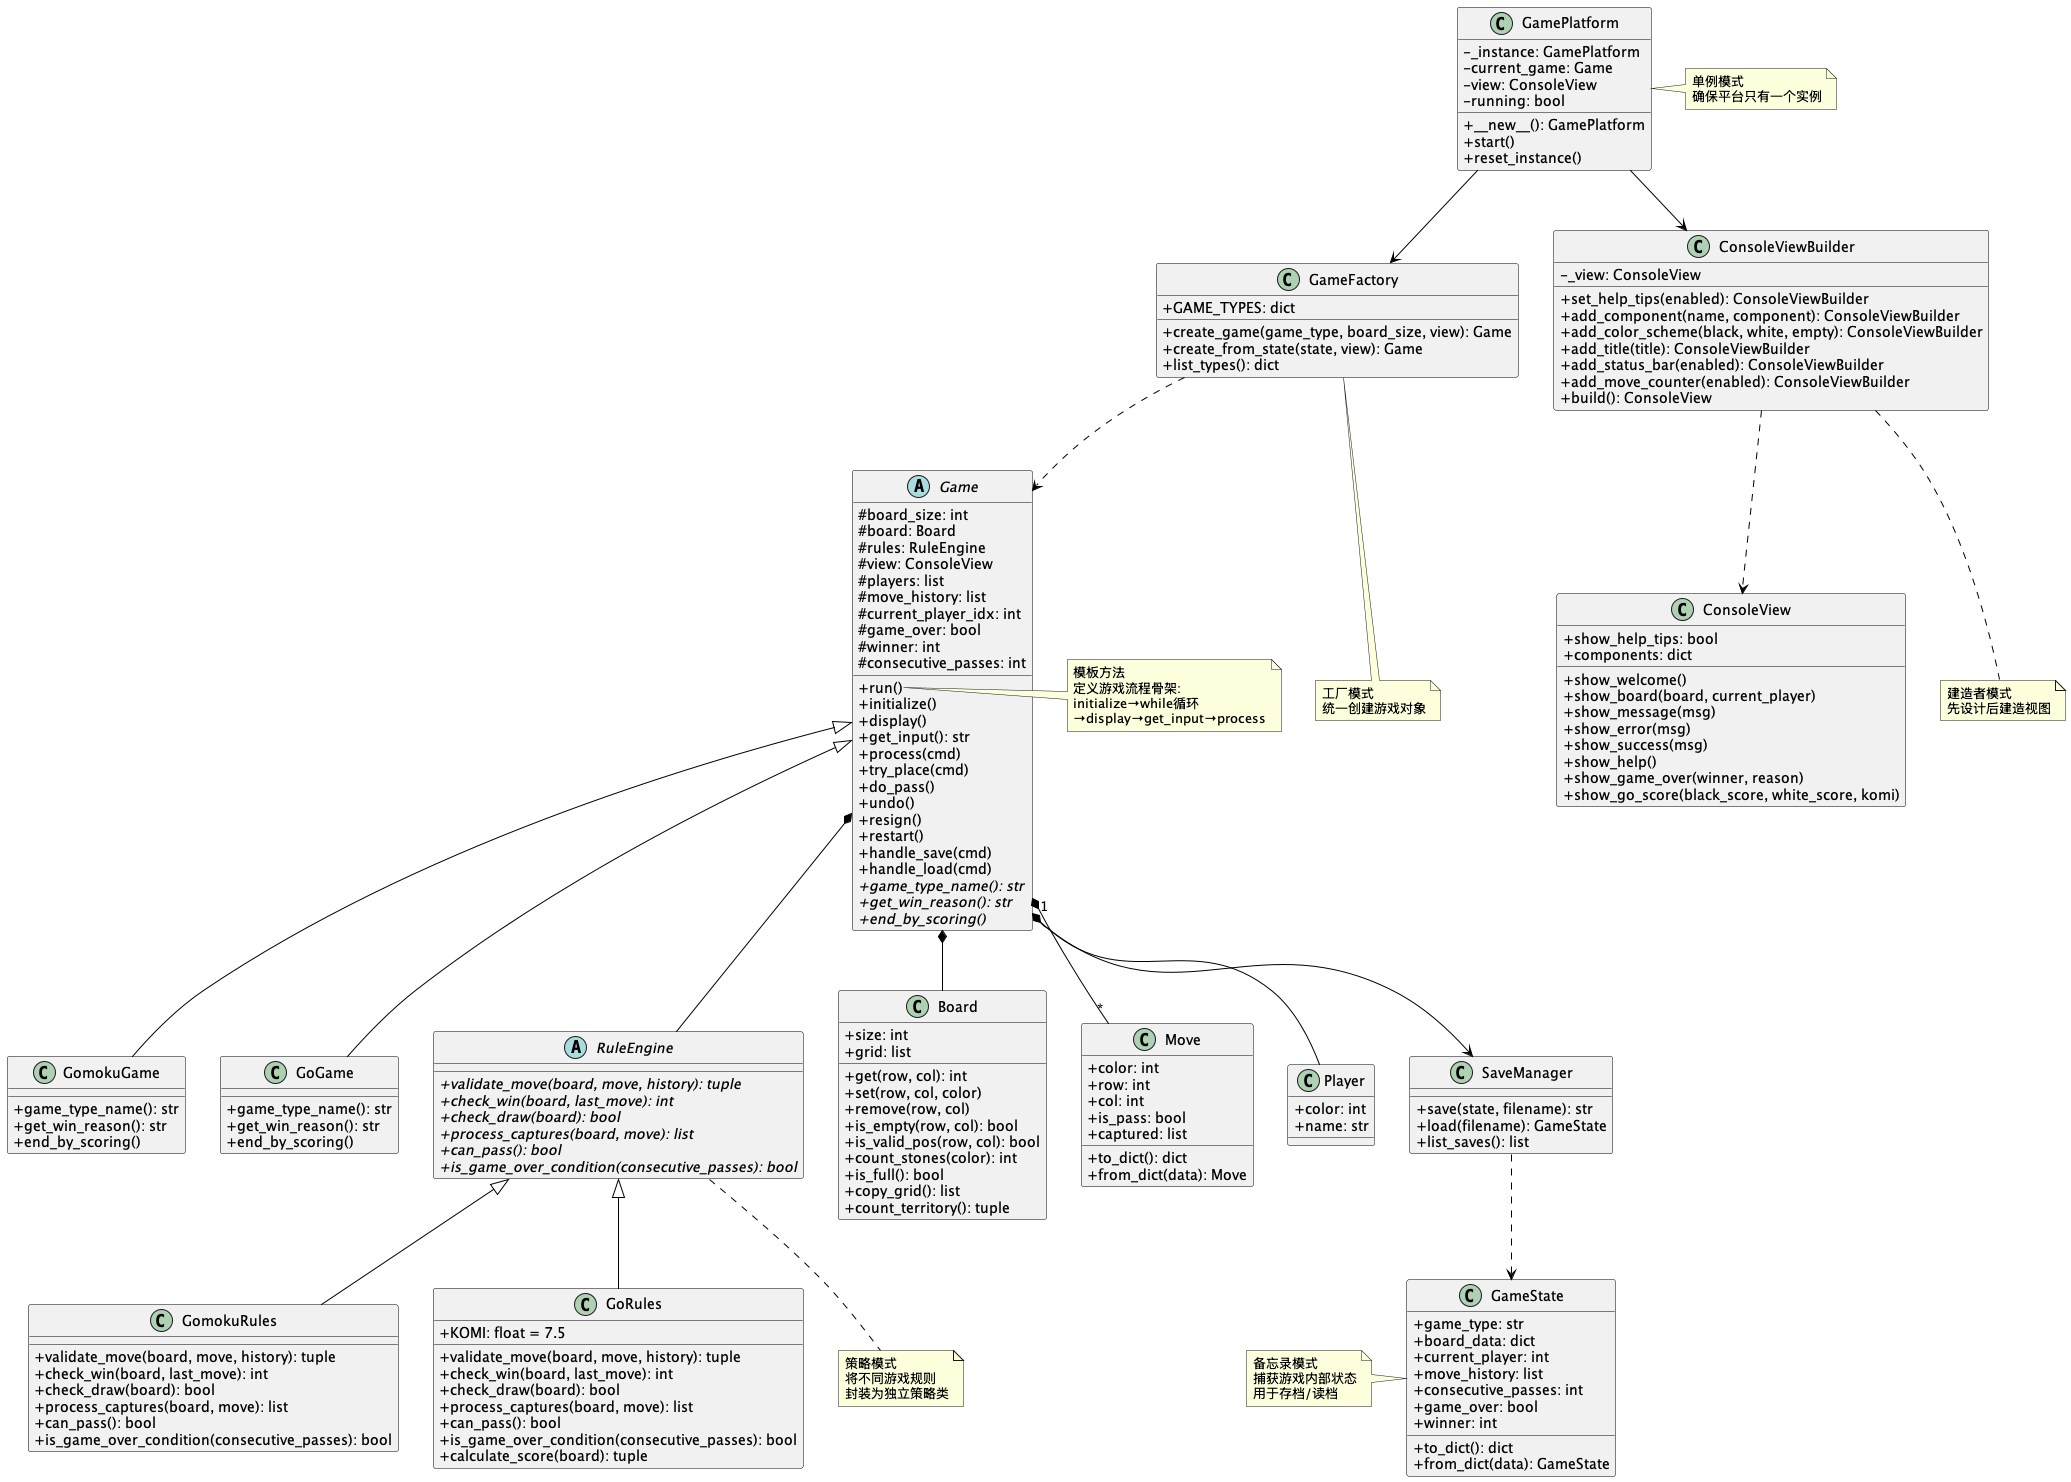 C GamePlatform
-_instance: GamePlatform
-current_game: Game
-view: ConsoleView
-running: bool
+__new__(): GamePlatform
+start()
+reset_instance()
单例模式
确保平台只有一个实例
C GameFactory
+GAME_TYPES: dict
+create_game(game_type, board_size, view): Game
+create_from_state(state, view): Game
+list_types(): dict
C ConsoleViewBuilder
-_view: ConsoleView
+set_help_tips(enabled): ConsoleViewBuilder
+add_component(name, component): ConsoleViewBuilder
+add_color_scheme(black, white, empty): ConsoleViewBuilder
+add_title(title): ConsoleViewBuilder
+add_status_bar(enabled): ConsoleViewBuilder
+add_move_counter(enabled): ConsoleViewBuilder
+build(): ConsoleView
A Game
#board_size: int
#board: Board
#rules: RuleEngine
#view: ConsoleView
#players: list
#move_history: list
#current_player_idx: int
#game_over: bool
#winner: int
#consecutive_passes: int
+run()
+initialize()
+display()
+get_input(): str
+process(cmd)
+try_place(cmd)
+do_pass()
+undo()
+resign()
+restart()
+handle_save(cmd)
+handle_load(cmd)
+game_type_name(): str
+get_win_reason(): str
+end_by_scoring()
模板方法
定义游戏流程骨架:
initialize→while循环
→display→get_input→process
工厂模式
统一创建游戏对象
C ConsoleView
+show_help_tips: bool
+components: dict
+show_welcome()
+show_board(board, current_player)
+show_message(msg)
+show_error(msg)
+show_success(msg)
+show_help()
+show_game_over(winner, reason)
+show_go_score(black_score, white_score, komi)
建造者模式
先设计后建造视图
1
*
C GomokuGame
+game_type_name(): str
+get_win_reason(): str
+end_by_scoring()
C GoGame
+game_type_name(): str
+get_win_reason(): str
+end_by_scoring()
A RuleEngine
+validate_move(board, move, history): tuple
+check_win(board, last_move): int
+check_draw(board): bool
+process_captures(board, move): list
+can_pass(): bool
+is_game_over_condition(consecutive_passes): bool
C Board
+size: int
+grid: list
+get(row, col): int
+set(row, col, color)
+remove(row, col)
+is_empty(row, col): bool
+is_valid_pos(row, col): bool
+count_stones(color): int
+is_full(): bool
+copy_grid(): list
+count_territory(): tuple
C Move
+color: int
+row: int
+col: int
+is_pass: bool
+captured: list
+to_dict(): dict
+from_dict(data): Move
C Player
+color: int
+name: str
C SaveManager
+save(state, filename): str
+load(filename): GameState
+list_saves(): list
C GomokuRules
+validate_move(board, move, history): tuple
+check_win(board, last_move): int
+check_draw(board): bool
+process_captures(board, move): list
+can_pass(): bool
+is_game_over_condition(consecutive_passes): bool
C GoRules
+KOMI: float = 7.5
+validate_move(board, move, history): tuple
+check_win(board, last_move): int
+check_draw(board): bool
+process_captures(board, move): list
+can_pass(): bool
+is_game_over_condition(consecutive_passes): bool
+calculate_score(board): tuple
策略模式
将不同游戏规则
封装为独立策略类
备忘录模式
捕获游戏内部状态
用于存档/读档
C GameState
+game_type: str
+board_data: dict
+current_player: int
+move_history: list
+consecutive_passes: int
+game_over: bool
+winner: int
+to_dict(): dict
+from_dict(data): GameState